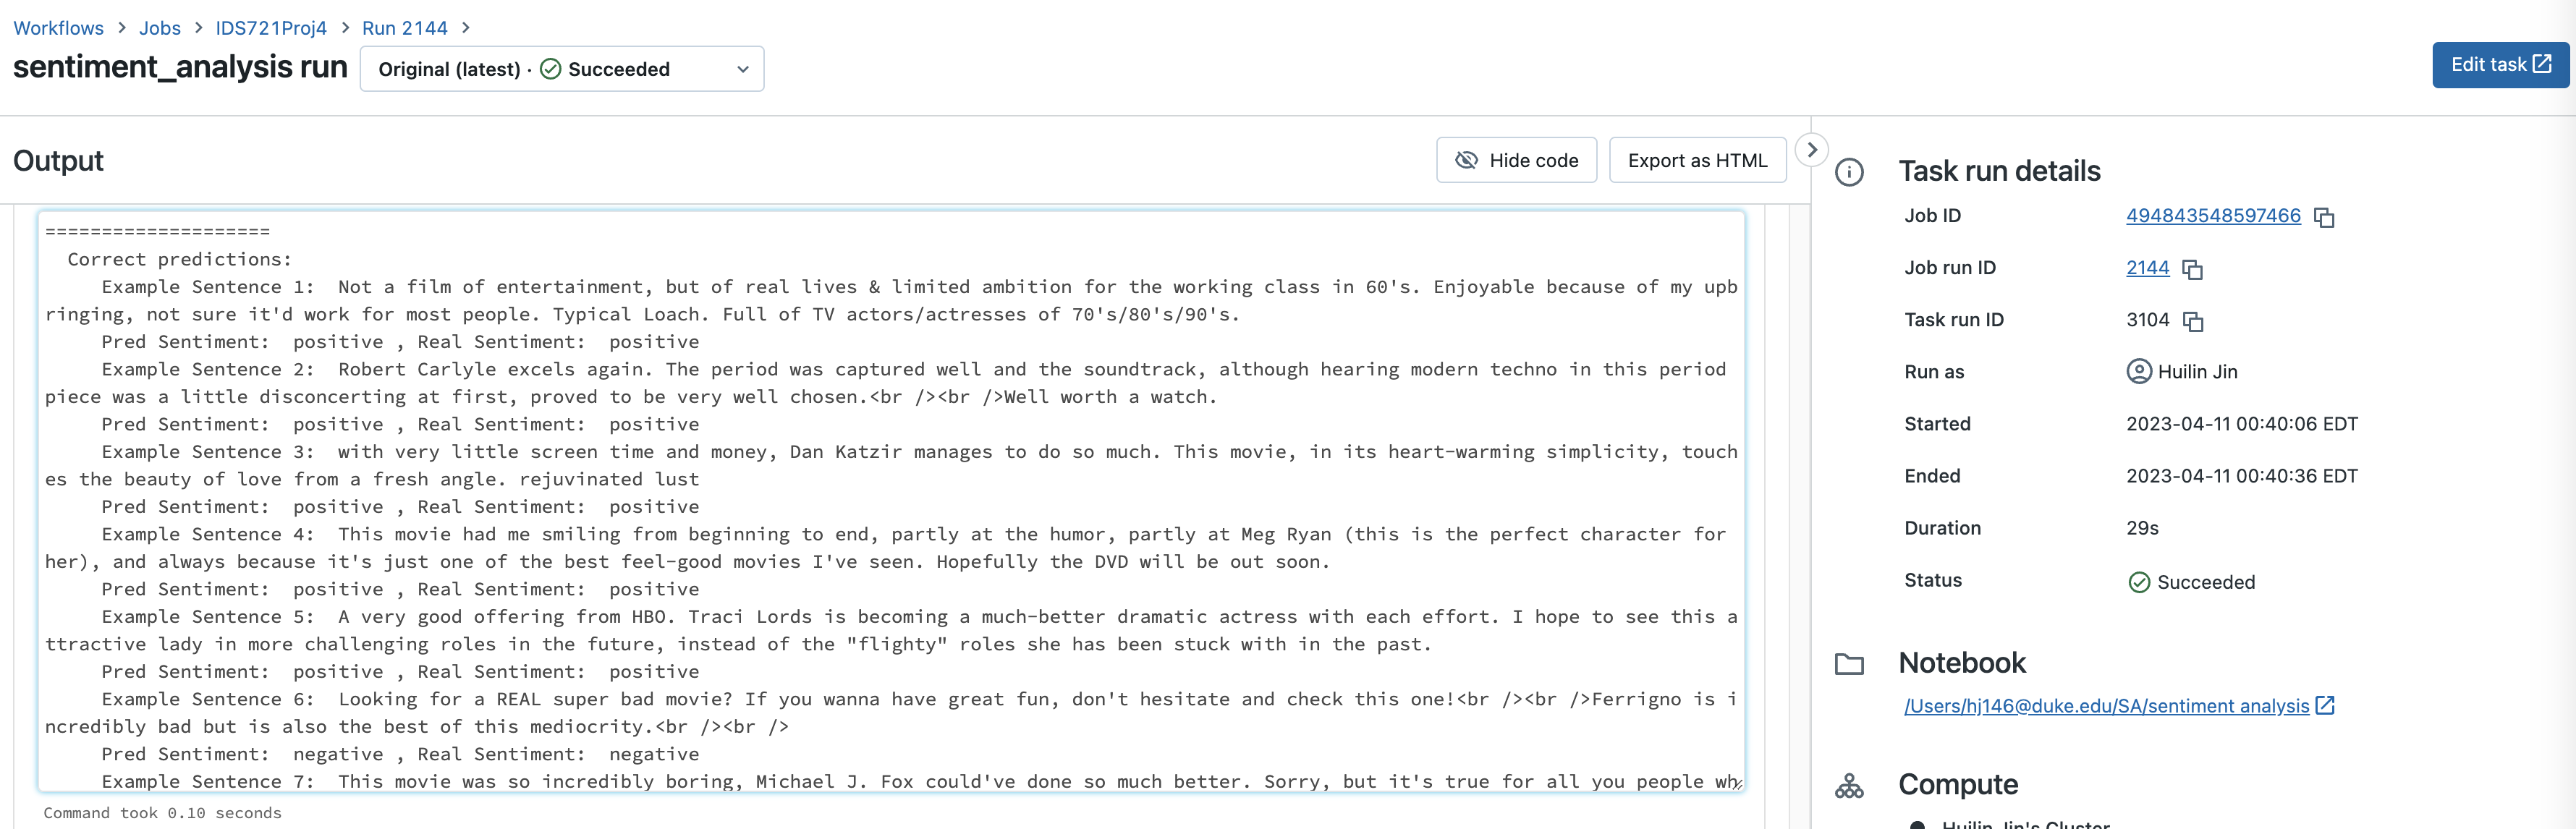 Workflows > Jobs > IDS721Proj4 > Run 2144 >
sentiment_analysis run
Original (latest) · Succeeded
Edit task
Output
Hide code
Export as HTML
====================
Correct predictions:
Example Sentence 1:  Not a film of entertainment, but of real lives & limited ambition for the working class in 60's. Enjoyable because of my upb
ringing, not sure it'd work for most people. Typical Loach. Full of TV actors/actresses of 70's/80's/90's.
Pred Sentiment:  positive , Real Sentiment:  positive
Example Sentence 2:  Robert Carlyle excels again. The period was captured well and the soundtrack, although hearing modern techno in this period
piece was a little disconcerting at first, proved to be very well chosen.<br /><br />Well worth a watch.
Pred Sentiment:  positive , Real Sentiment:  positive
Example Sentence 3:  with very little screen time and money, Dan Katzir manages to do so much. This movie, in its heart-warming simplicity, touch
es the beauty of love from a fresh angle. rejuvinated lust
Pred Sentiment:  positive , Real Sentiment:  positive
Example Sentence 4:  This movie had me smiling from beginning to end, partly at the humor, partly at Meg Ryan (this is the perfect character for
her), and always because it's just one of the best feel-good movies I've seen. Hopefully the DVD will be out soon.
Pred Sentiment:  positive , Real Sentiment:  positive
Example Sentence 5:  A very good offering from HBO. Traci Lords is becoming a much-better dramatic actress with each effort. I hope to see this a
ttractive lady in more challenging roles in the future, instead of the "flighty" roles she has been stuck with in the past.
Pred Sentiment:  positive , Real Sentiment:  positive
Example Sentence 6:  Looking for a REAL super bad movie? If you wanna have great fun, don't hesitate and check this one!<br /><br />Ferrigno is i
ncredibly bad but is also the best of this mediocrity.<br /><br />
Pred Sentiment:  negative , Real Sentiment:  negative
Example Sentence 7:  This movie was so incredibly boring, Michael J. Fox could've done so much better. Sorry, but it's true for all you people wh
Command took 0.10 seconds
Task run details
Job ID 494843548597466
Job run ID 2144
Task run ID 3104
Run as Huilin Jin
Started 2023-04-11 00:40:06 EDT
Ended 2023-04-11 00:40:36 EDT
Duration 29s
Status Succeeded
Notebook
/Users/hj146@duke.edu/SA/sentiment analysis
Compute
Huilin Jin's Cluster